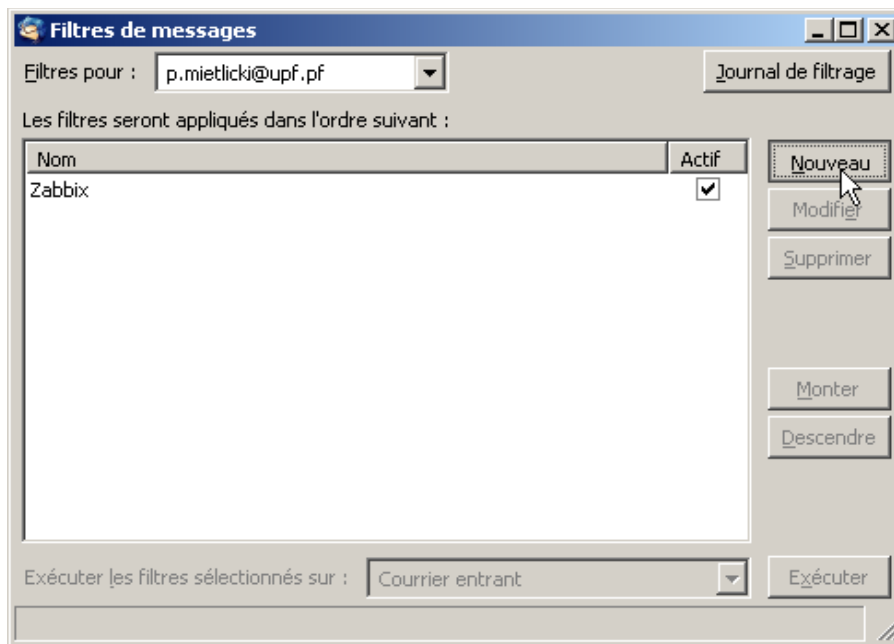 Filtres de messages
Filtres pour : p.mietlicki@upf.pf Journal de filtrage
Les filtres seront appliqués dans l'ordre suivant :
Nom Actif Nouveau
Zabbix
Modifier
Supprimer
Monter
Descendre
Exécuter les filtres sélectionnés sur : Courrier entrant Exécuter